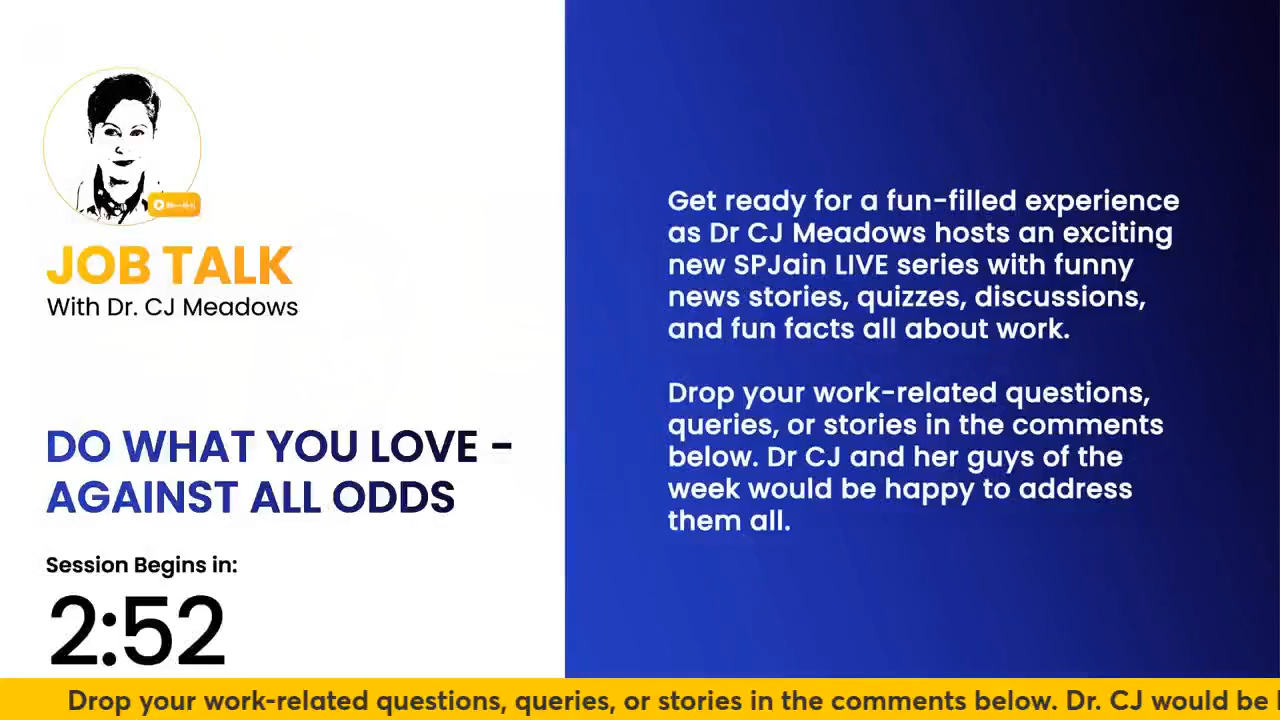 JOB TALK
With Dr. CJ Meadows
DO WHAT YOU LOVE -
AGAINST ALL ODDS
Session Begins in:
2:52
Get ready for a fun-filled experience
as Dr CJ Meadows hosts an exciting
new SPJain LIVE series with funny
news stories, quizzes, discussions,
and fun facts all about work.
Drop your work-related questions,
queries, or stories in the comments
below. Dr CJ and her guys of the
week would be happy to address
them all.
Drop your work-related questions, queries, or stories in the comments below. Dr. CJ would be